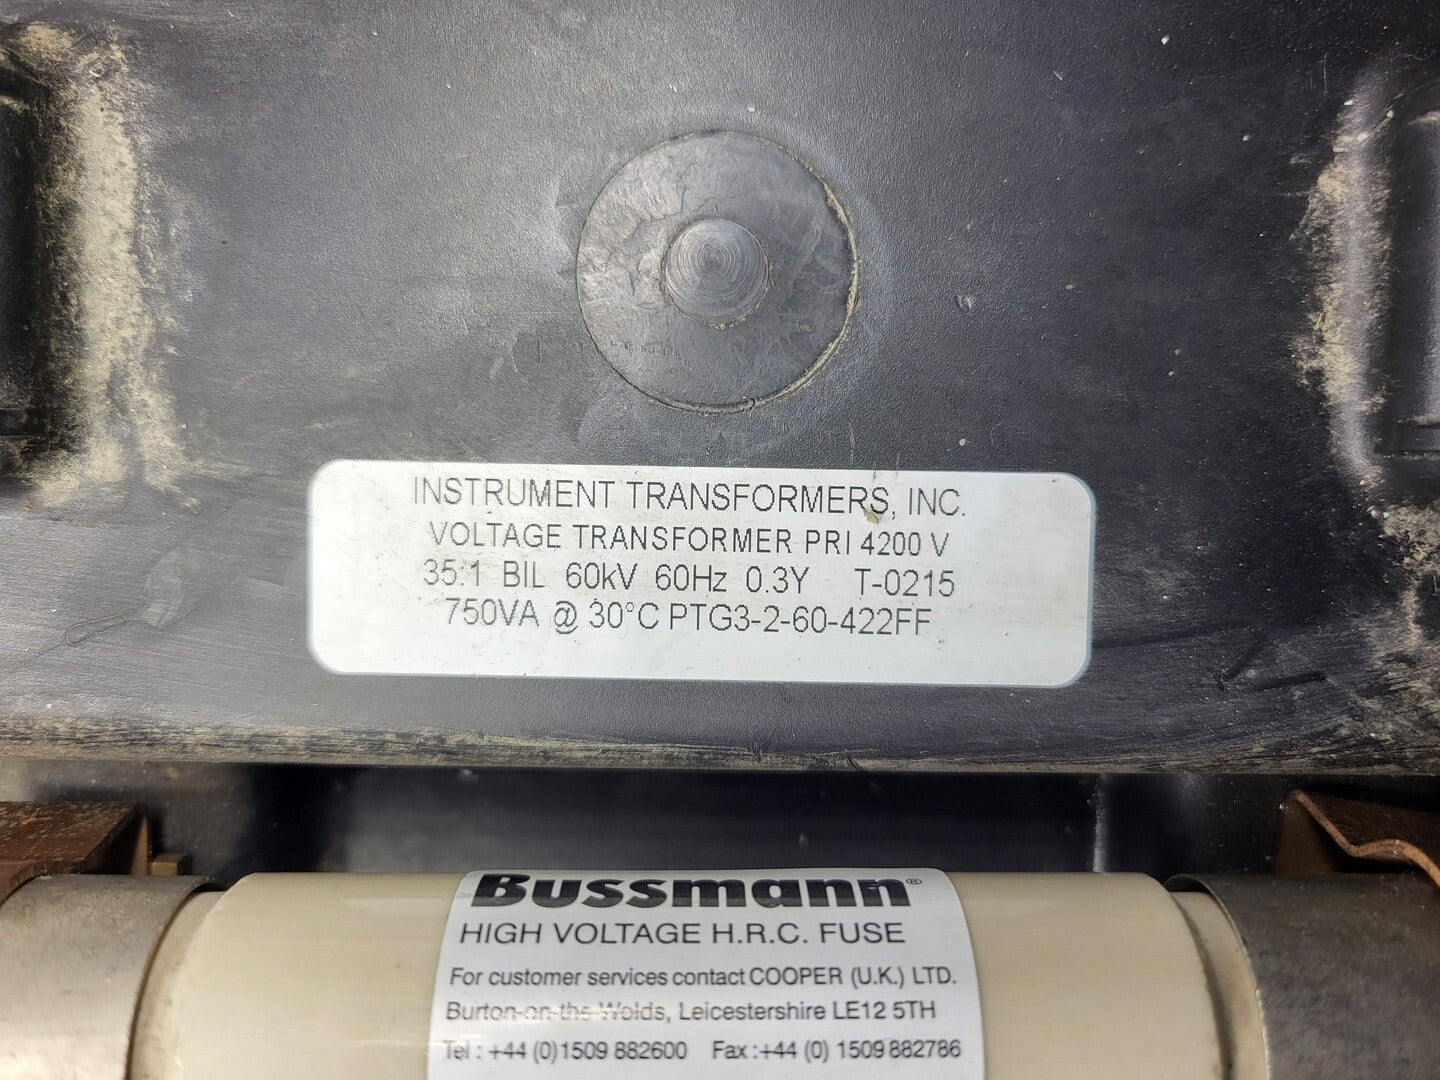 INSTRUMENT TRANSFORMERS, INC.
VOLTAGE TRANSFORMER PRI 4200 V
35:1 BIL 60kV 60Hz 0.3Y T-0215
750VA @ 30°C PTG3-2-60-422FF
Bussmann®
HIGH VOLTAGE H.R.C. FUSE
For customer services contact COOPER (U.K.) LTD.
Burton-on-the-Wolds, Leicestershire LE12 5TH
Tel : +44 (0)1509 882600 Fax :+44 (0) 1509 882786